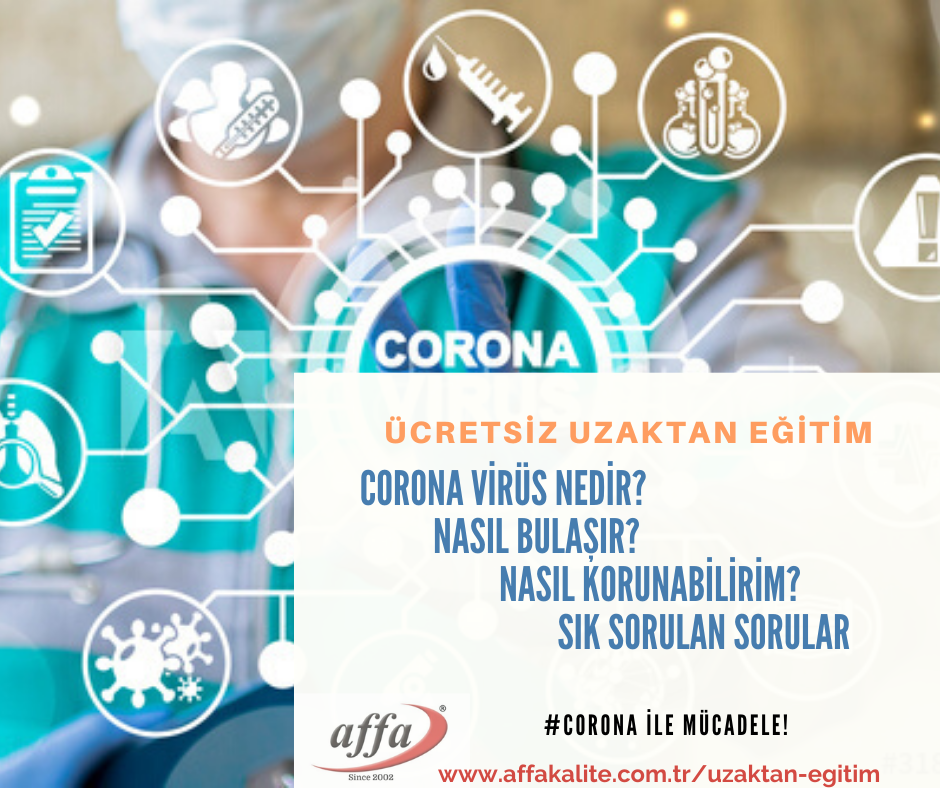 CORONA
VIRUS
ÜCRETSİZ UZAKTAN EĞİTİM
CORONA VİRÜS NEDİR?
NASIL BULAŞIR?
NASIL KORUNABİLİRİM?
SIK SORULAN SORULAR
#CORONA İLE MÜCADELE!
affa®
Since 2002
www.affakalite.com.tr/uzaktan-egitim